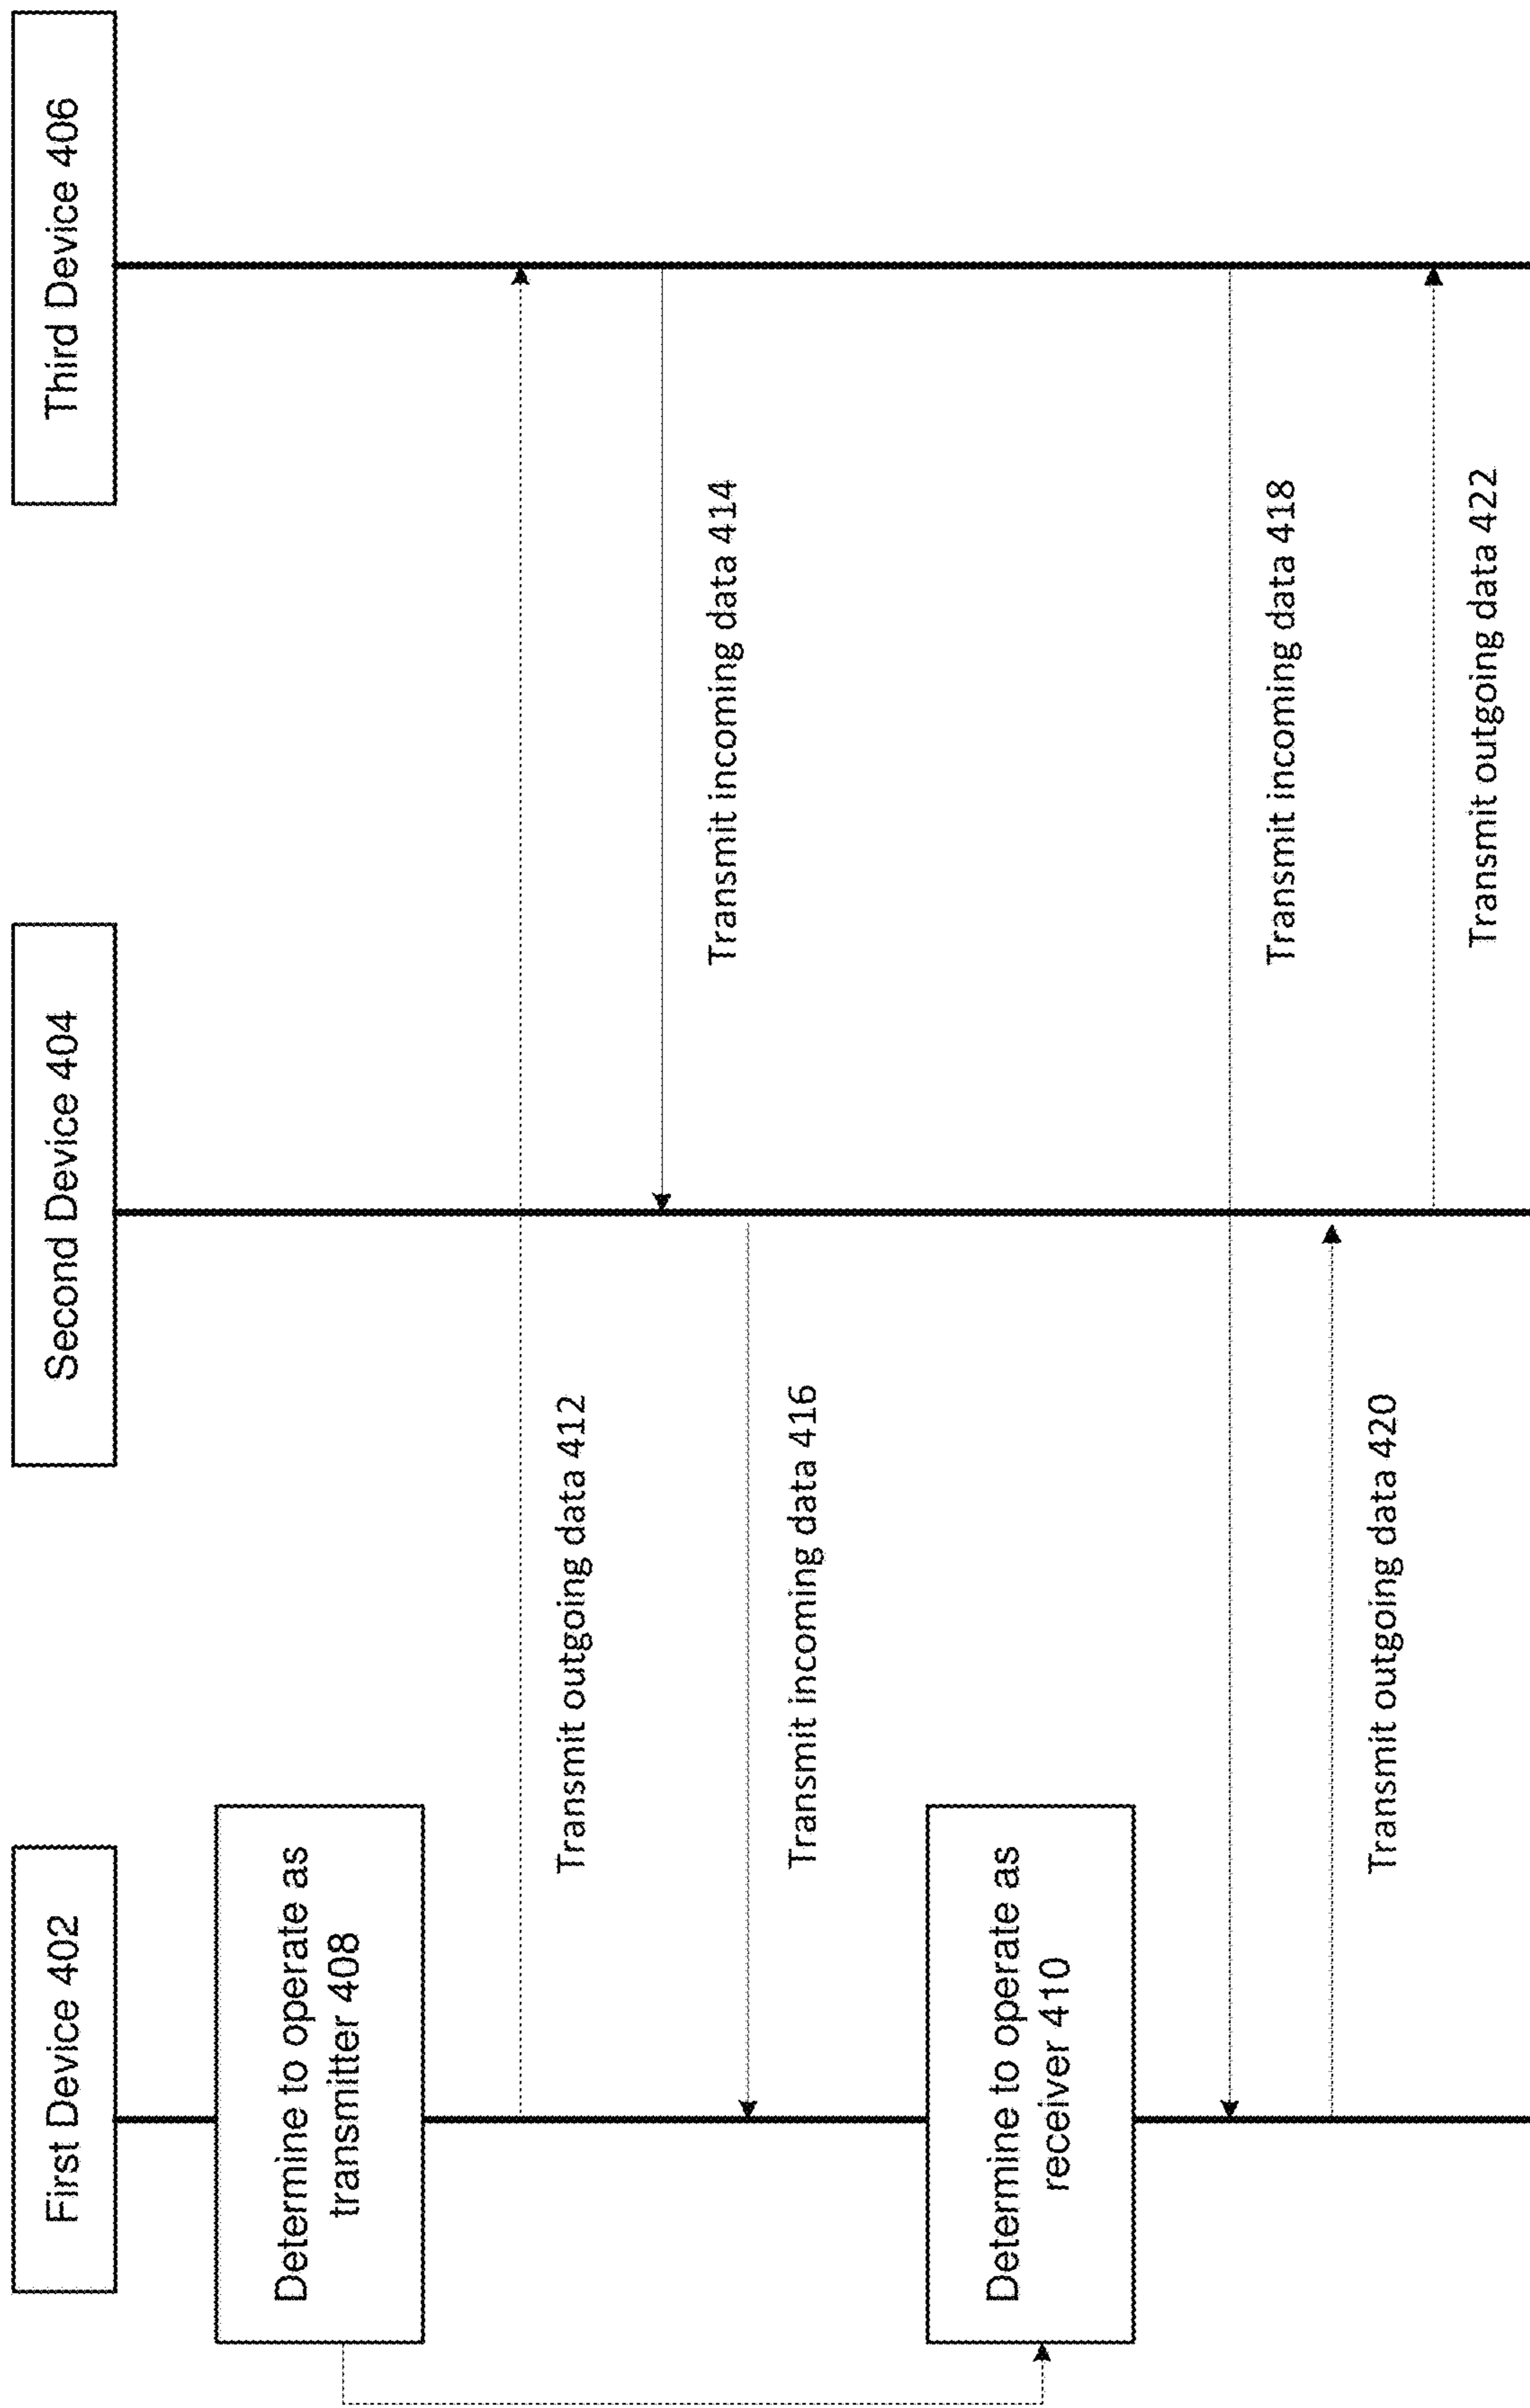 First Device 402
Second Device 404
Third Device 406
Determine to operate as
transmitter 408
Transmit outgoing data 412
Transmit incoming data 414
Transmit incoming data 416
Determine to operate as
receiver 410
Transmit incoming data 418
Transmit outgoing data 420
Transmit outgoing data 422